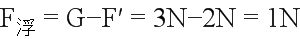 F浮 = G−F′ = 3N−2N = 1N